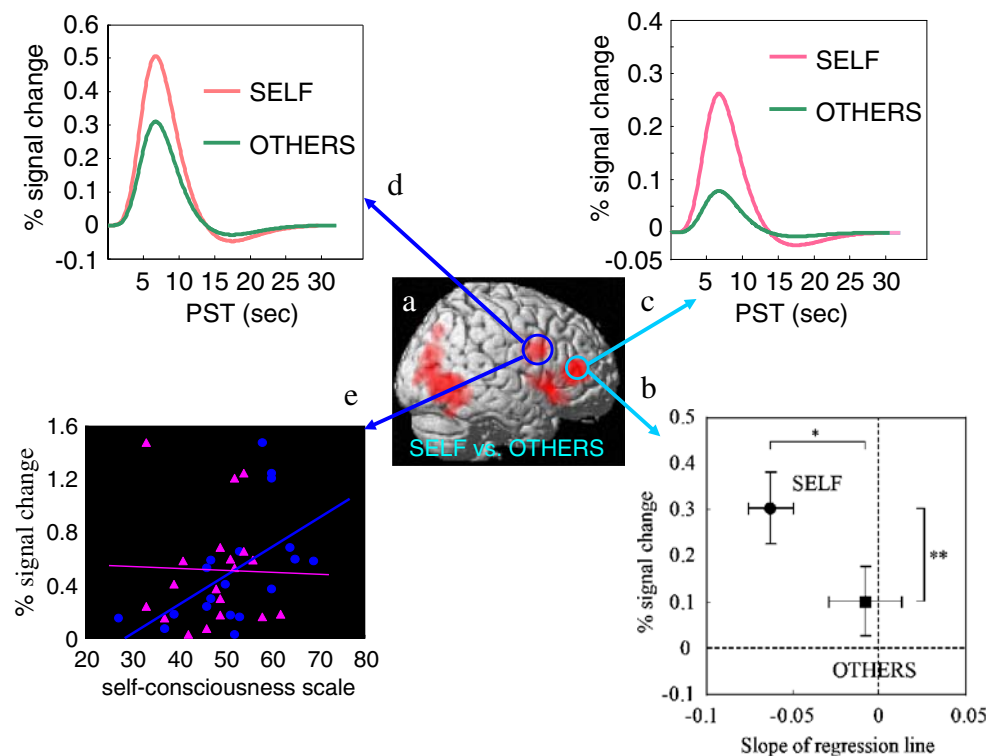 0.6
0.5
0.4
0.3
0.2
0.1
0
-0.1
% signal change
SELF
OTHERS
5 10 15 20 25 30
PST (sec)
d
0.4
0.3
0.2
0.1
0
-0.05
% signal change
SELF
OTHERS
5 10 15 20 25 30
PST (sec)
c
a
SELF vs. OTHERS
b
e
1.6
1.2
0.8
0.4
0
% signal change
20 30 40 50 60 70 80
self-consciousness scale
0.5
0.4
0.3
0.2
0.1
0
-0.1
% signal change
*
SELF
**
OTHERS
-0.1 -0.05 0 0.05
Slope of regression line